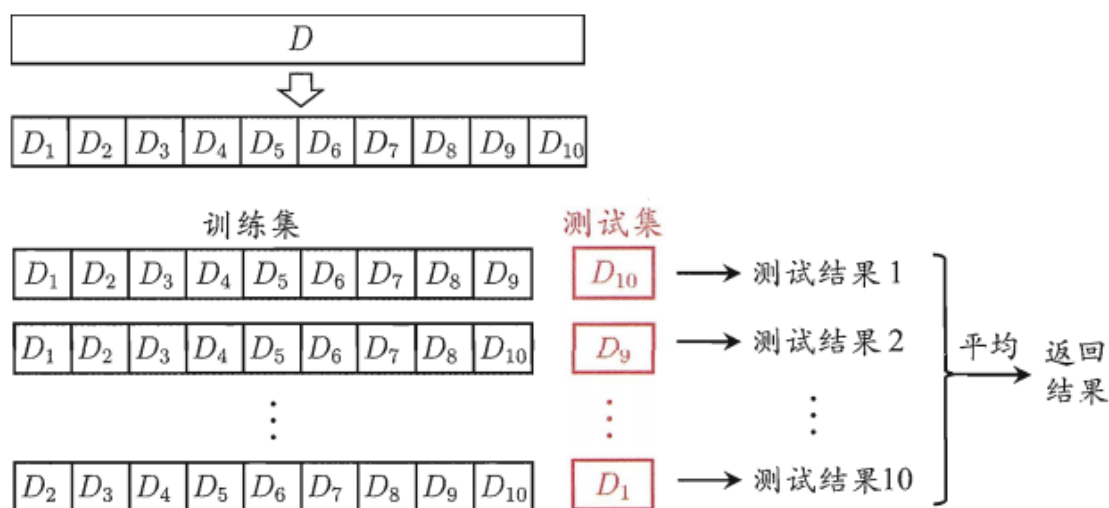 D
D₁ D₂ D₃ D₄ D₅ D₆ D₇ D₈ D₉ D₁₀
训练集 测试集
D₁ D₂ D₃ D₄ D₅ D₆ D₇ D₈ D₉ D₁₀ → 测试结果 1
D₁ D₂ D₃ D₄ D₅ D₆ D₇ D₈ D₁₀ D₉ → 测试结果 2
平均 返回
结果
⋮ ⋮ ⋮
D₂ D₃ D₄ D₅ D₆ D₇ D₈ D₉ D₁₀ D₁ → 测试结果10